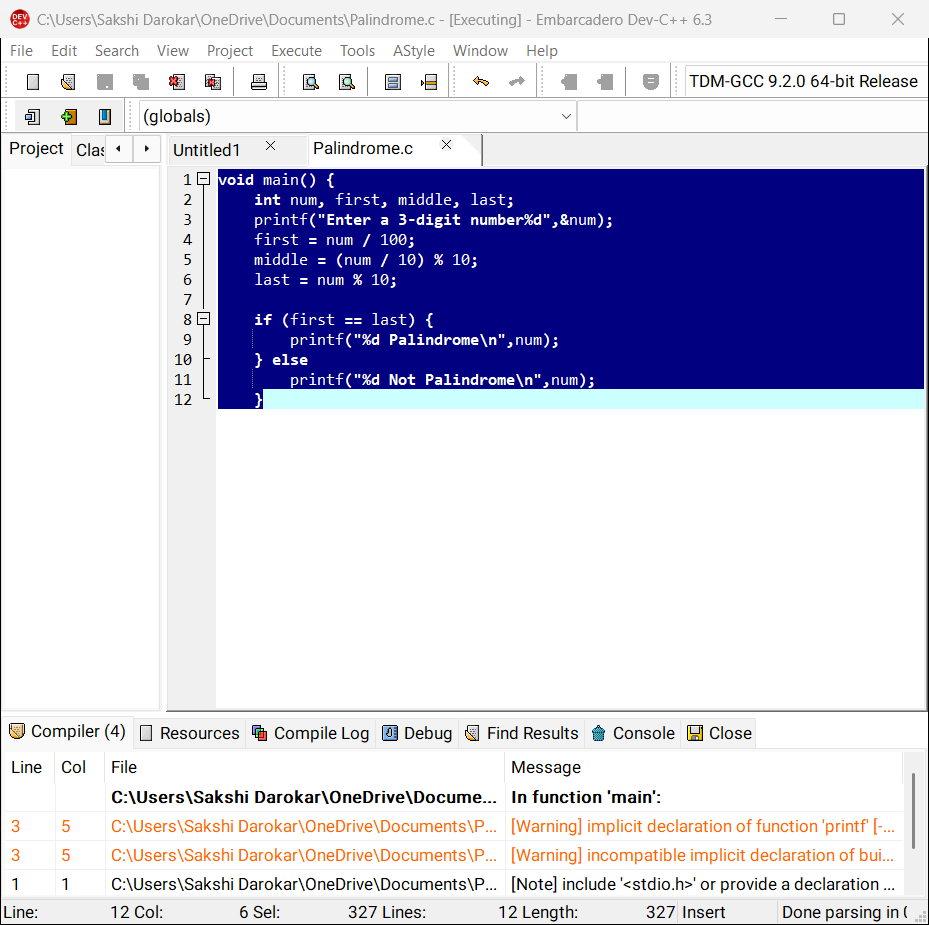 C:\Users\Sakshi Darokar\OneDrive\Documents\Palindrome.c - [Executing] - Embarcadero Dev-C++ 6.3
File Edit Search View Project Execute Tools AStyle Window Help
TDM-GCC 9.2.0 64-bit Release
(globals)
Project Clas Untitled1 Palindrome.c
1 void main() {
2 int num, first, middle, last;
3 printf("Enter a 3-digit number%d",&num);
4 first = num / 100;
5 middle = (num / 10) % 10;
6 last = num % 10;
7
8 if (first == last) {
9 printf("%d Palindrome\n",num);
10 } else
11 printf("%d Not Palindrome\n",num);
12 }
Compiler (4) Resources Compile Log Debug Find Results Console Close
Line Col File Message
C:\Users\Sakshi Darokar\OneDrive\Docume... In function 'main':
3 5 C:\Users\Sakshi Darokar\OneDrive\Documents\P... [Warning] implicit declaration of function 'printf' [-...
3 5 C:\Users\Sakshi Darokar\OneDrive\Documents\P... [Warning] incompatible implicit declaration of bui...
1 1 C:\Users\Sakshi Darokar\OneDrive\Documents\P... [Note] include '<stdio.h>' or provide a declaration ...
Line: 12 Col: 6 Sel: 327 Lines: 12 Length: 327 Insert Done parsing in